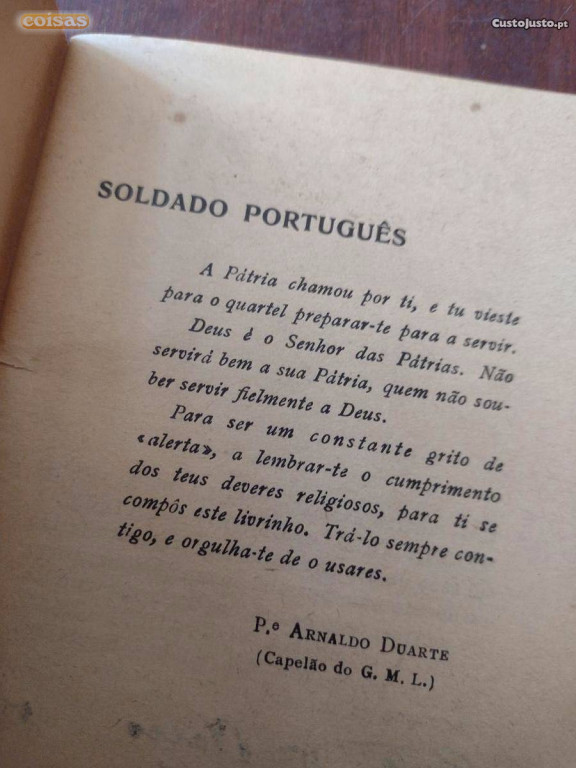 coisas
CustoJusto.pt
SOLDADO PORTUGUÊS
A Pátria chamou por ti, e tu vieste
para o quartel preparar-te para a servir.
Deus é o Senhor das Pátrias. Não
servirá bem a sua Pátria, quem não sou-
ber servir fielmente a Deus.
Para ser um constante grito de
«alerta», a lembrar-te o cumprimento
dos teus deveres religiosos, para ti se
compôs este livrinho. Trá-lo sempre con-
tigo, e orgulha-te de o usares.
P.e ARNALDO DUARTE
(Capelão do G. M. L.)